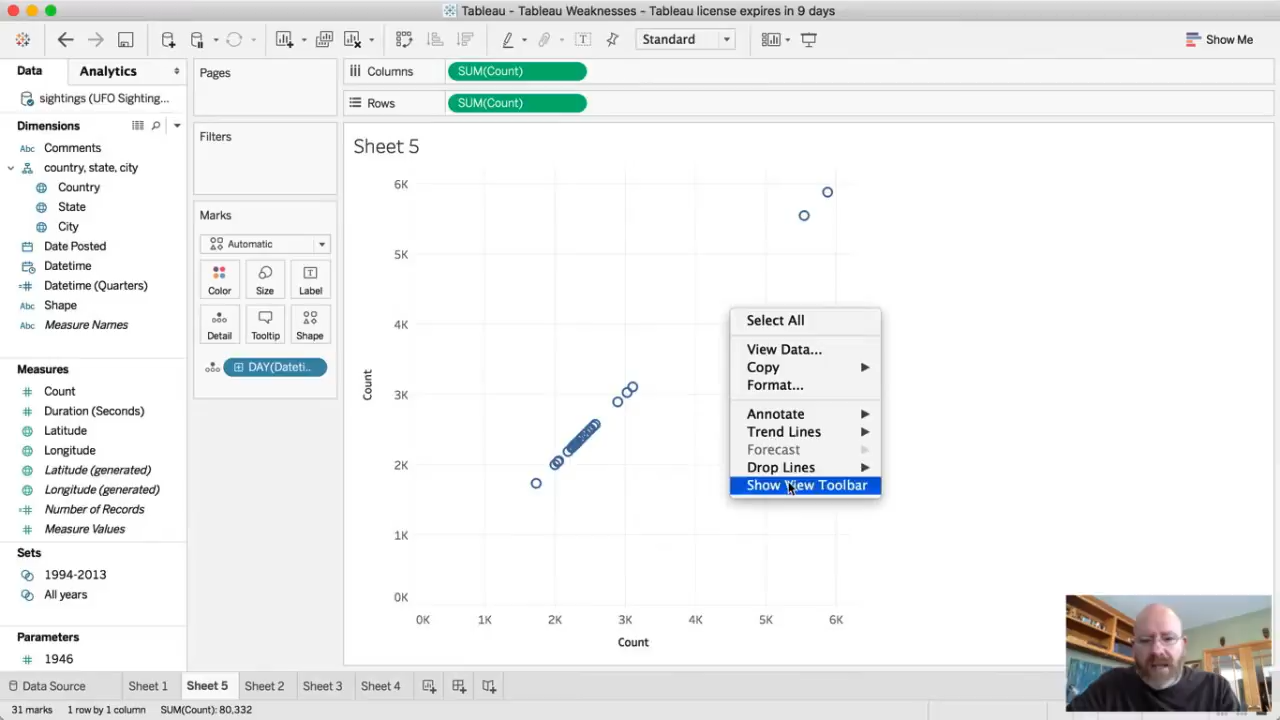 Tableau - Tableau Weaknesses - Tableau license expires in 9 days
Standard
Show Me
Data
Analytics
sightings (UFO Sighting...
Dimensions
Abc Comments
country, state, city
Country
State
City
Date Posted
Datetime
Datetime (Quarters)
Abc Shape
Abc Measure Names
Measures
Count
Duration (Seconds)
Latitude
Longitude
Latitude (generated)
Longitude (generated)
Number of Records
Measure Values
Sets
1994-2013
All years
Parameters
1946
Pages
Filters
Marks
Automatic
Color
Size
Label
Detail
Tooltip
Shape
DAY(Dateti..
Columns
SUM(Count)
Rows
SUM(Count)
Sheet 5
6K
5K
4K
3K
2K
1K
0K
Count
0K 1K 2K 3K 4K 5K 6K
Count
Select All
View Data...
Copy
Format...
Annotate
Trend Lines
Forecast
Drop Lines
Show View Toolbar
Data Source
Sheet 1
Sheet 5
Sheet 2
Sheet 3
Sheet 4
31 marks 1 row by 1 column SUM(Count): 80,332